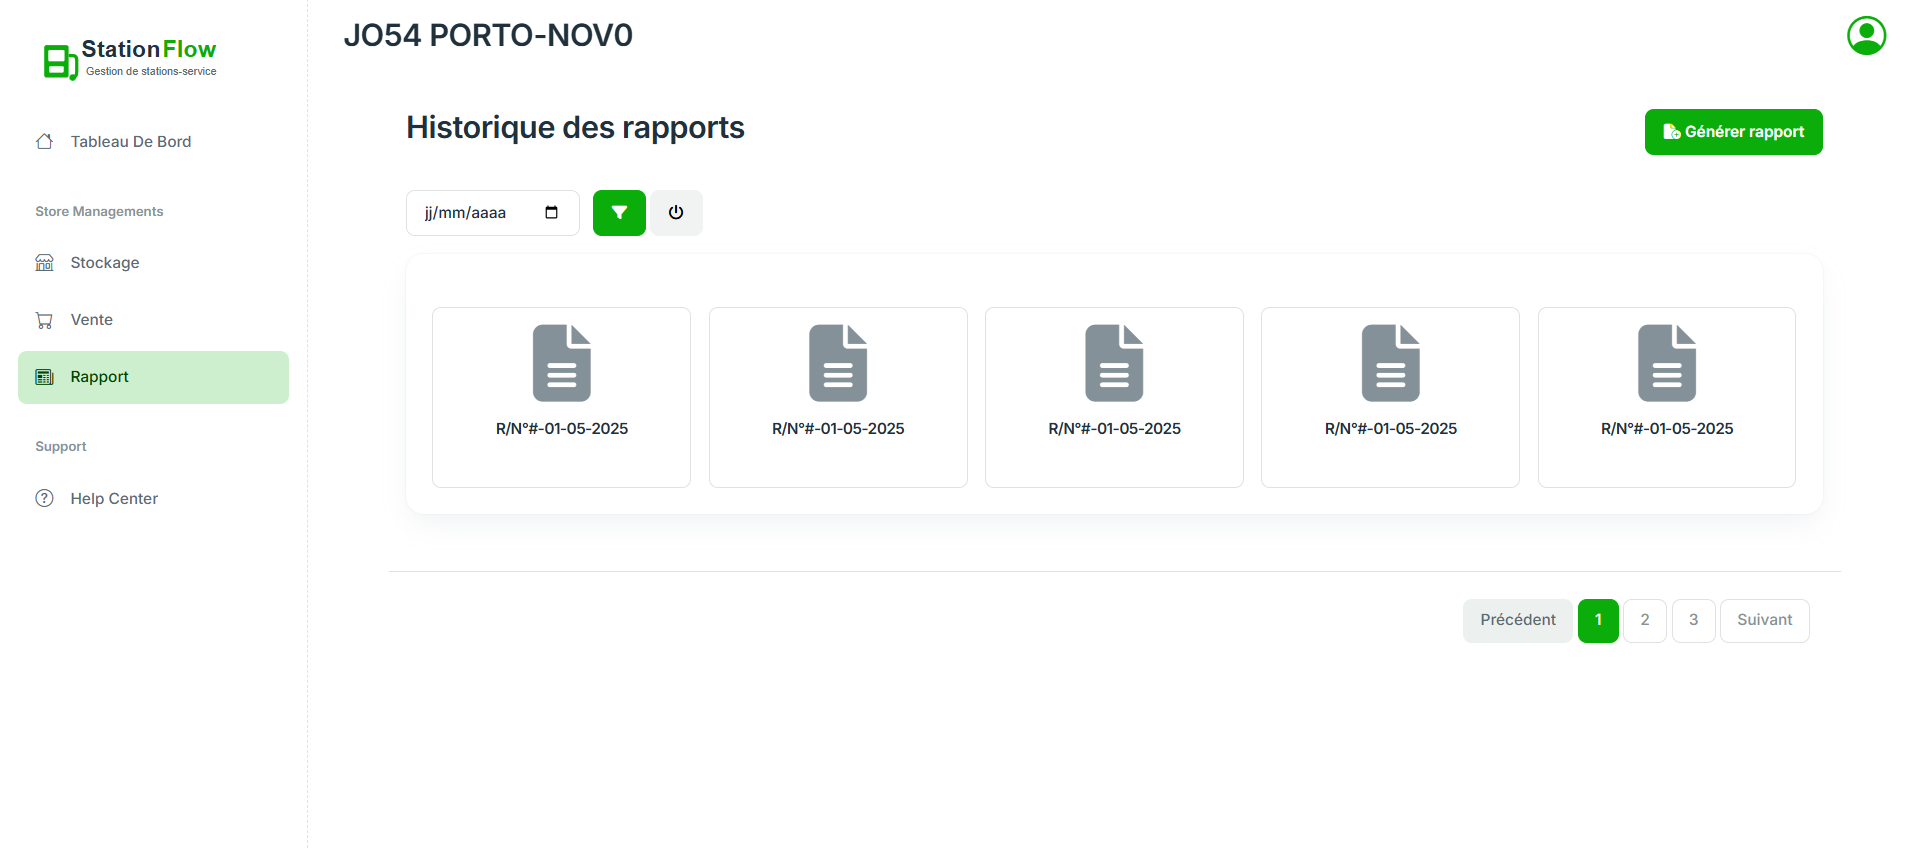 StationFlow
Gestion de stations-service
JO54 PORTO-NOV0
Tableau De Bord
Store Managements
Stockage
Vente
Rapport
Support
Help Center
Historique des rapports
Générer rapport
jj/mm/aaaa
R/N°#-01-05-2025
R/N°#-01-05-2025
R/N°#-01-05-2025
R/N°#-01-05-2025
R/N°#-01-05-2025
Précédent 1 2 3 Suivant